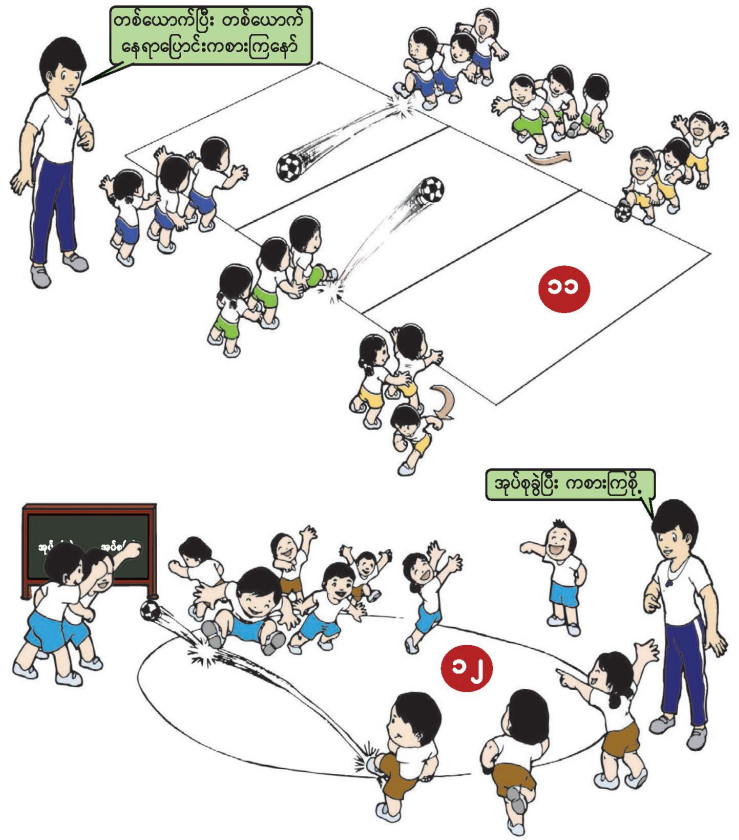 တစ်ယောက်ပြီး တစ်ယောက်
နေရာပြောင်းကစားကြနော်
၁၁
အုပ်စုခွဲပြီး ကစားကြစို့
၁၂